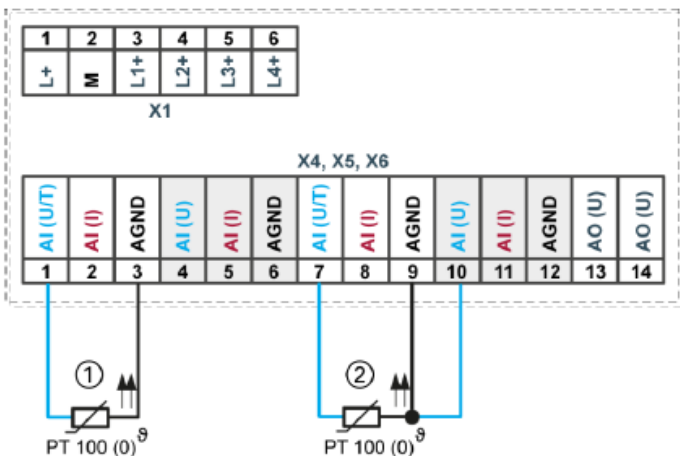 1 2 3 4 5 6
L+ M L1+ L2+ L3+ L4+
X1
X4, X5, X6
AI (U/T) AI (I) AGND AI (U) AI (I) AGND AI (U/T) AI (I) AGND AI (U) AI (I) AGND AO (U) AO (U)
1 2 3 4 5 6 7 8 9 10 11 12 13 14
① ②
PT 100 (0) ϑ PT 100 (0) ϑ